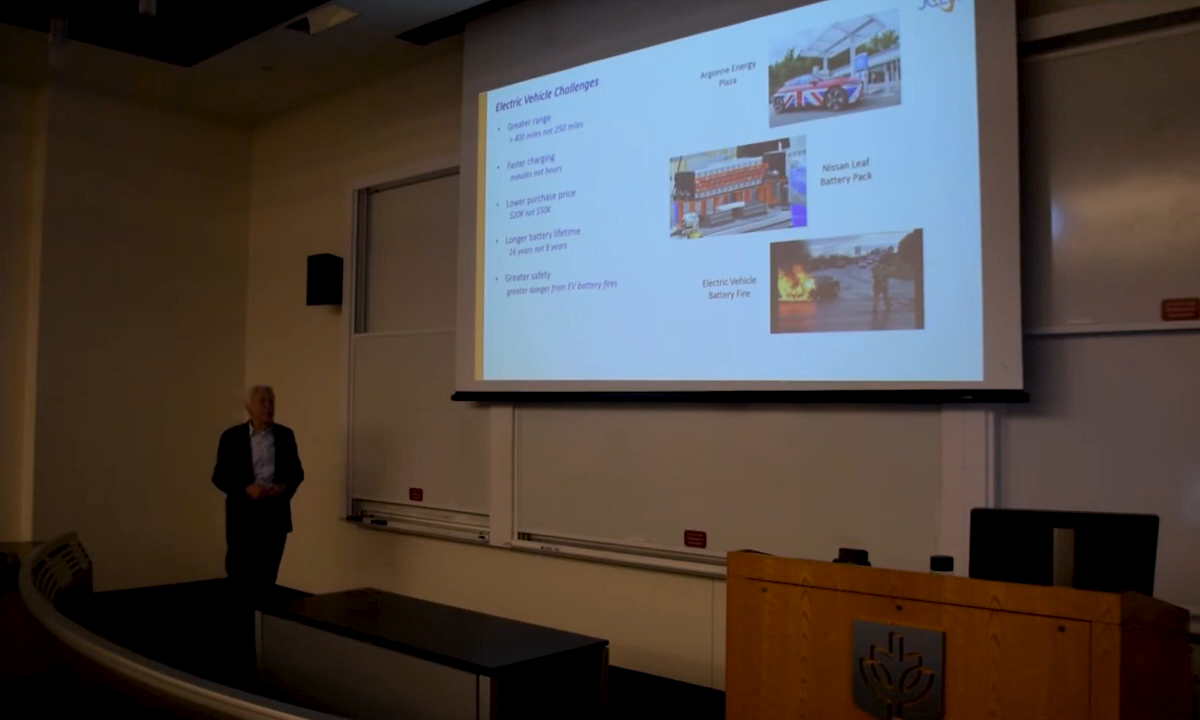 Electric Vehicle Challenges
• Greater range
> 400 miles not 250 miles
• Faster charging
minutes not hours
• Lower purchase price
$20K not $50K
• Longer battery lifetime
16 years not 8 years
• Greater safety
greater danger from EV battery fires
Argonne Energy
Plaza
Nissan Leaf
Battery Pack
Electric Vehicle
Battery Fire